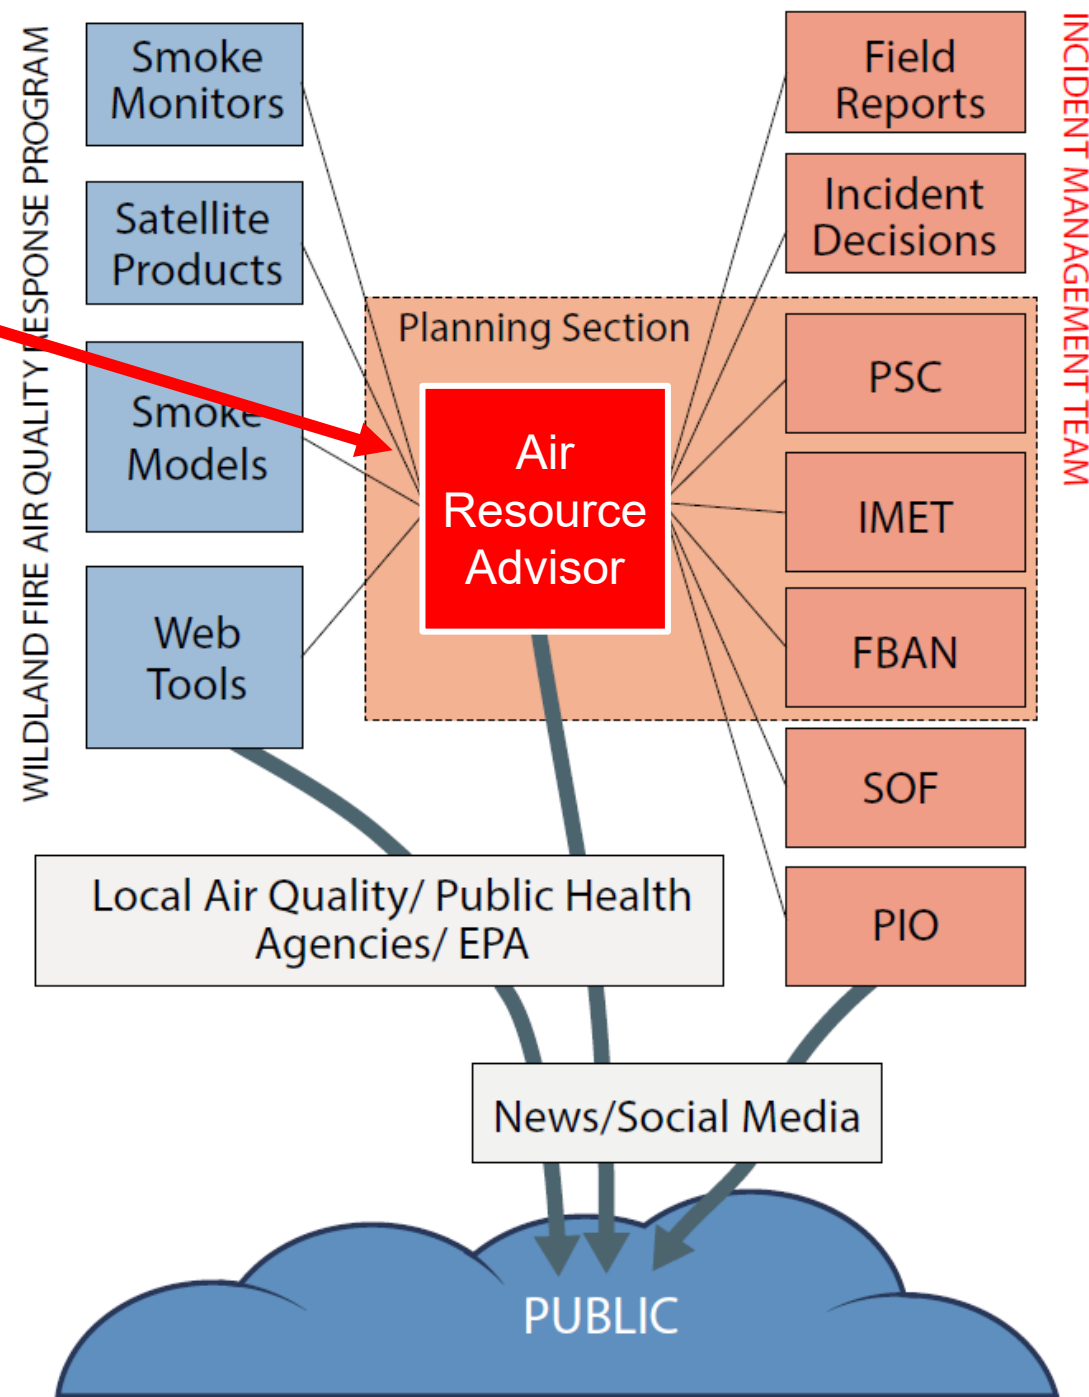 WILDLAND FIRE AIR QUALITY RESPONSE PROGRAM
Smoke
Monitors
Satellite
Products
Smoke
Models
Web
Tools
Planning Section
Air
Resource
Advisor
Field
Reports
Incident
Decisions
PSC
IMET
FBAN
SOF
PIO
INCIDENT MANAGEMENT TEAM
Local Air Quality/ Public Health
Agencies/ EPA
News/Social Media
PUBLIC